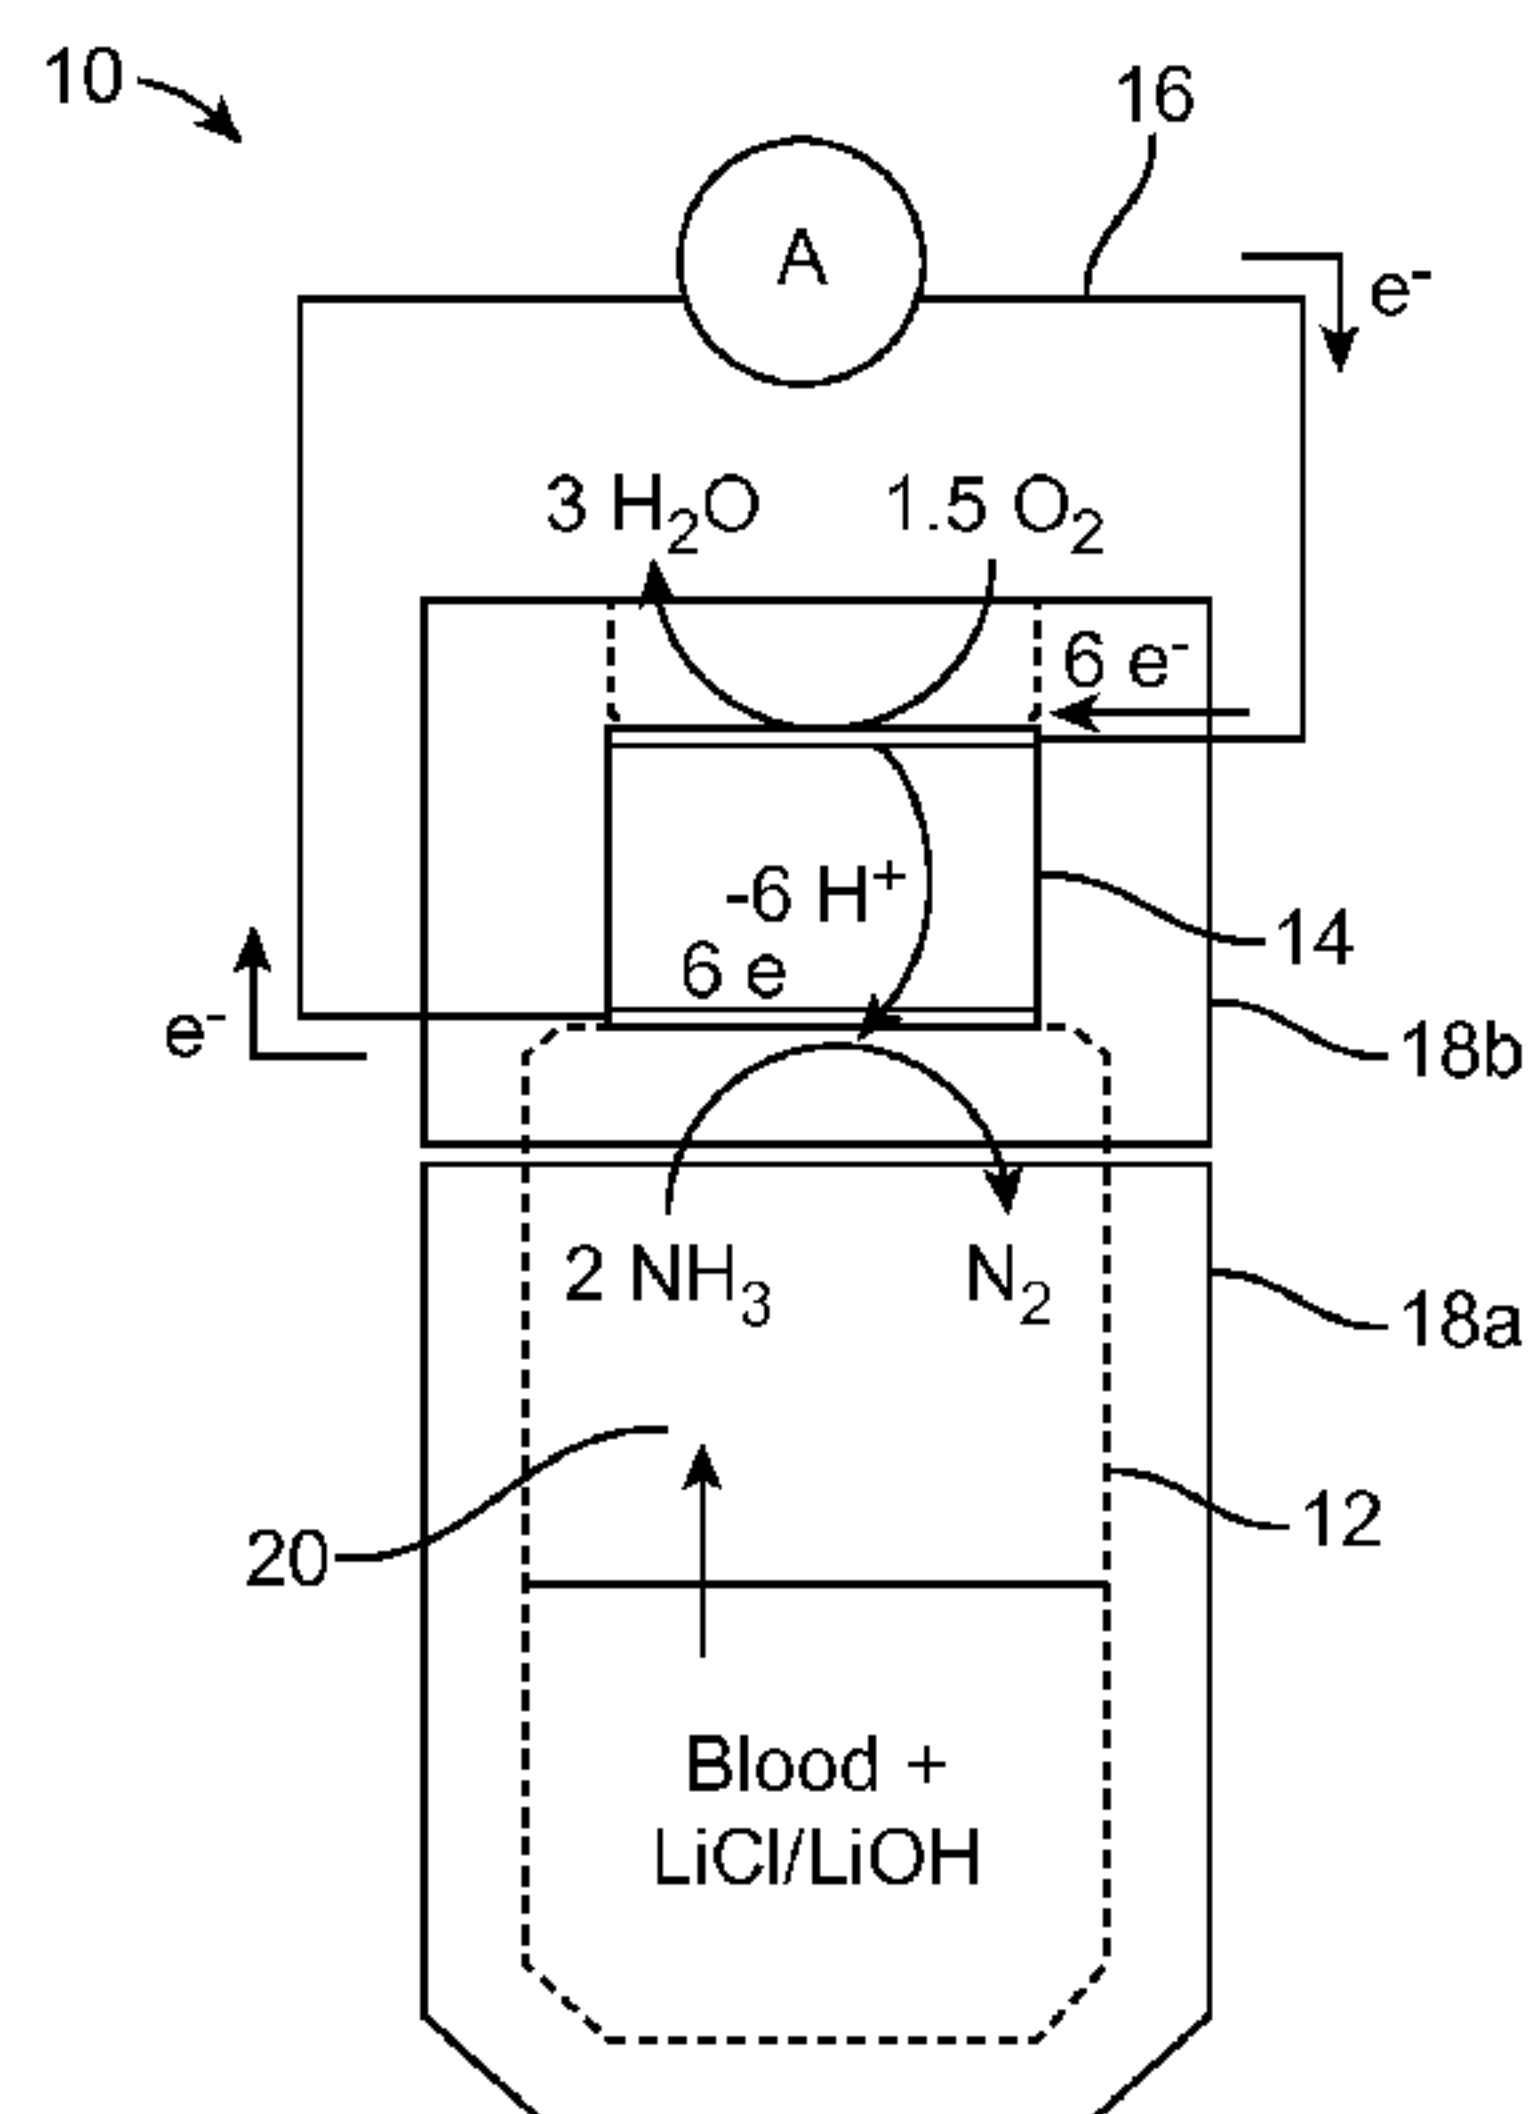 10
16
A
e-
3 H2O 1.5 O2
6 e-
-6 H+
14
6 e
e-
18b
2 NH3 N2
18a
20
12
Blood +
LiCl/LiOH